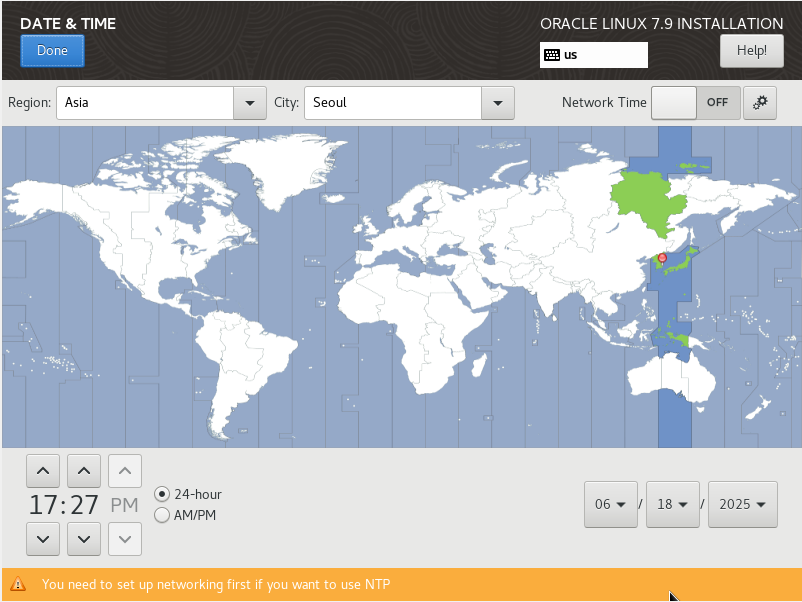 DATE & TIME
ORACLE LINUX 7.9 INSTALLATION
Done
us
Help!
Region: Asia City: Seoul Network Time OFF
17:27 PM
24-hour
AM/PM
06 / 18 / 2025
You need to set up networking first if you want to use NTP